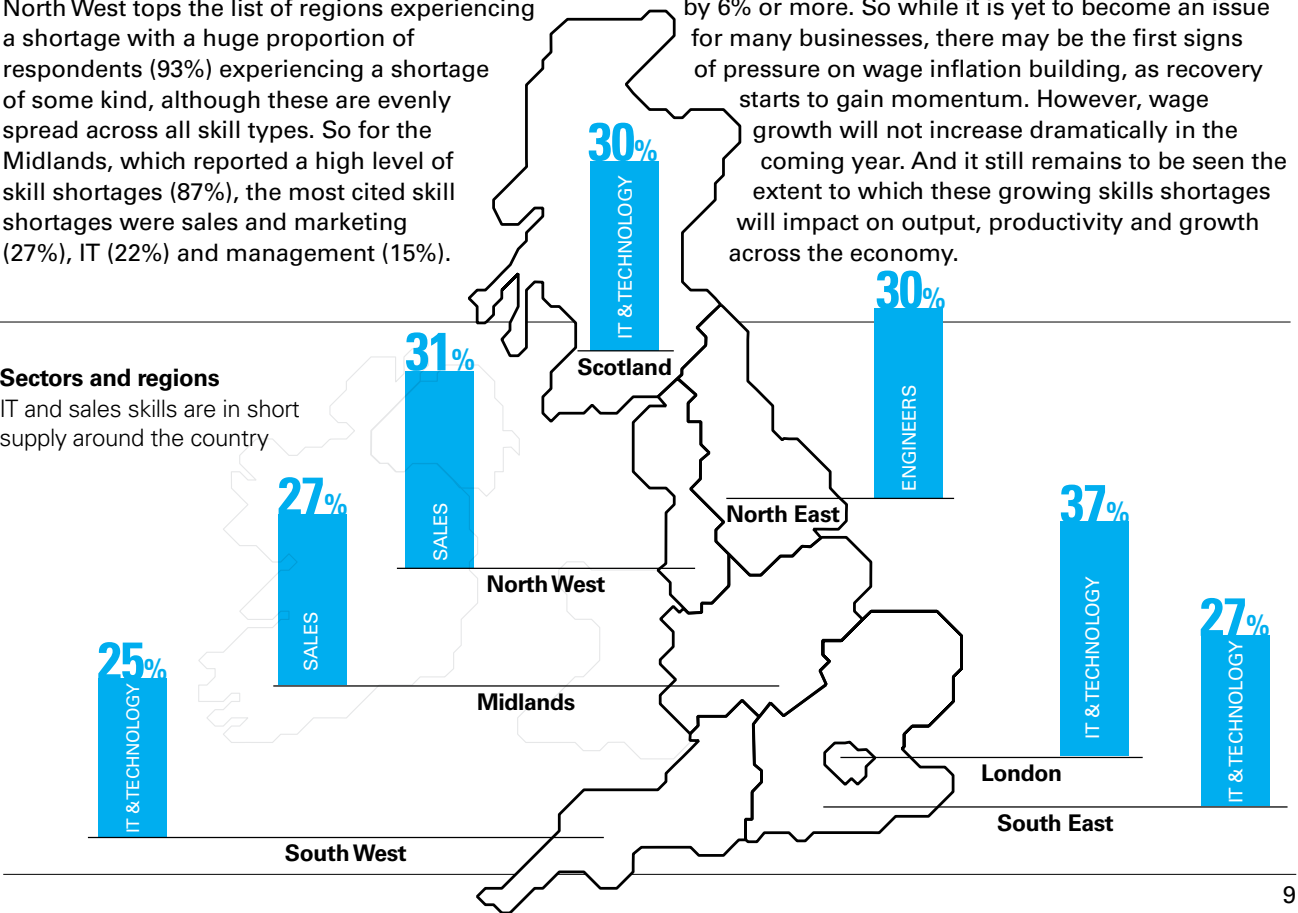 North West tops the list of regions experiencing
a shortage with a huge proportion of
respondents (93%) experiencing a shortage
of some kind, although these are evenly
spread across all skill types. So for the
Midlands, which reported a high level of
skill shortages (87%), the most cited skill
shortages were sales and marketing
(27%), IT (22%) and management (15%).
by 6% or more. So while it is yet to become an issue
for many businesses, there may be the first signs
of pressure on wage inflation building, as recovery
starts to gain momentum. However, wage
growth will not increase dramatically in the
coming year. And it still remains to be seen the
extent to which these growing skills shortages
will impact on output, productivity and growth
across the economy.
Sectors and regions
IT and sales skills are in short
supply around the country
30%
IT & TECHNOLOGY
Scotland
30%
ENGINEERS
North East
31%
SALES
North West
27%
SALES
Midlands
25%
IT & TECHNOLOGY
South West
37%
IT & TECHNOLOGY
London
27%
IT & TECHNOLOGY
South East
9